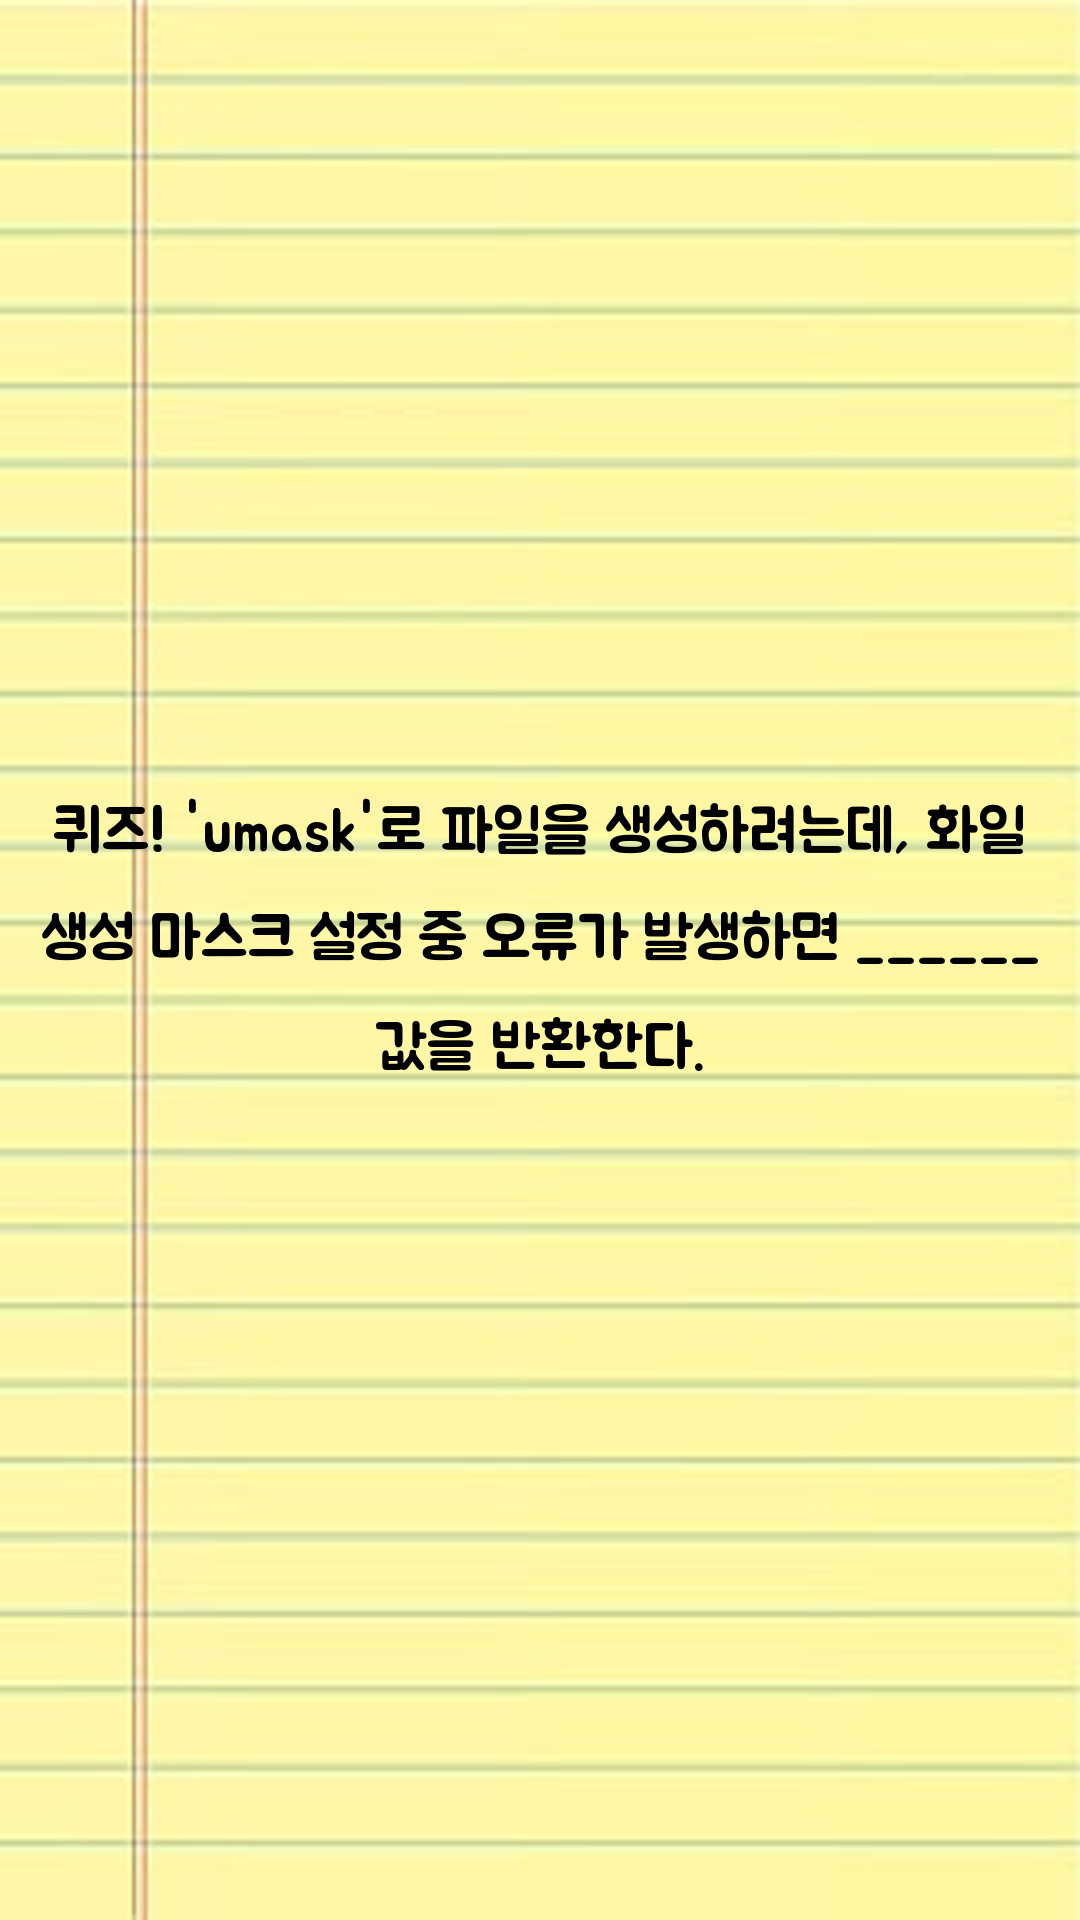 퀴즈! 'umask'로 파일을 생성하려는데, 화일
생성 마스크 설정 중 오류가 발생하면 ______
값을 반환한다.